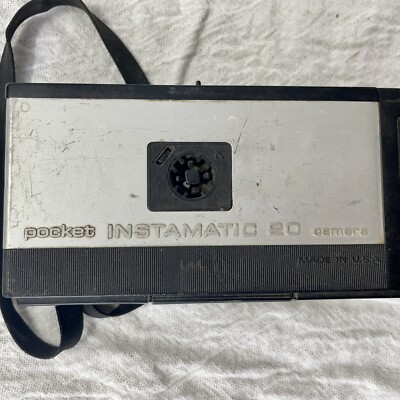 pocket INSTAMATIC 20 camera
MADE IN U.S.A.